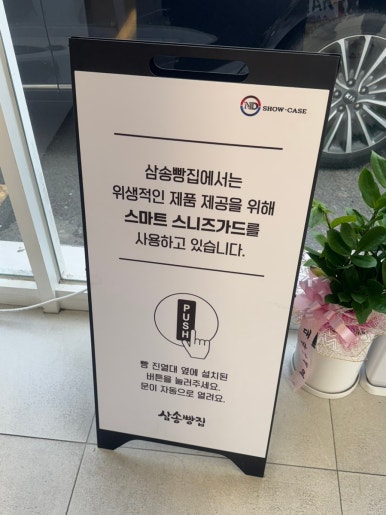 ND SHOW-CASE
삼송빵집에서는
위생적인 제품 제공을 위해
스마트 스니즈가드를
사용하고 있습니다.
PUSH
빵 진열대 옆에 설치된
버튼을 눌러주세요.
문이 자동으로 열려요.
삼송빵집